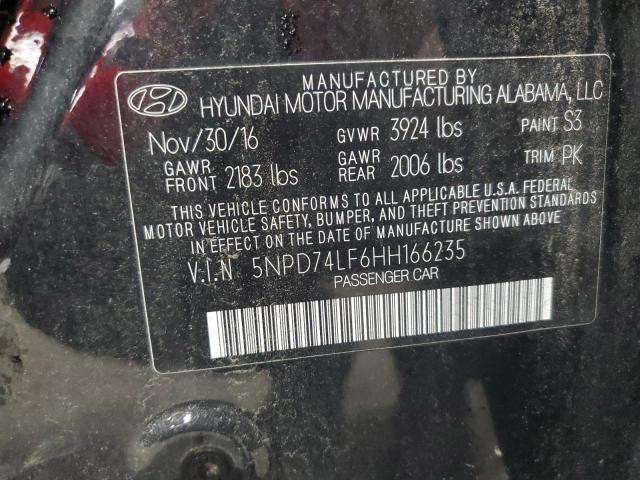 MANUFACTURED BY
HYUNDAI MOTOR MANUFACTURING ALABAMA, LLC
Nov/30/16 GVWR 3924 lbs PAINT S3
GAWR FRONT 2183 lbs GAWR REAR 2006 lbs TRIM PK
THIS VEHICLE CONFORMS TO ALL APPLICABLE U.S.A. FEDERAL
MOTOR VEHICLE SAFETY, BUMPER, AND THEFT PREVENTION STANDARDS
IN EFFECT ON THE DATE OF MANUFACTURE SHOWN ABOVE
V.I.N 5NPD74LF6HH166235
PASSENGER CAR